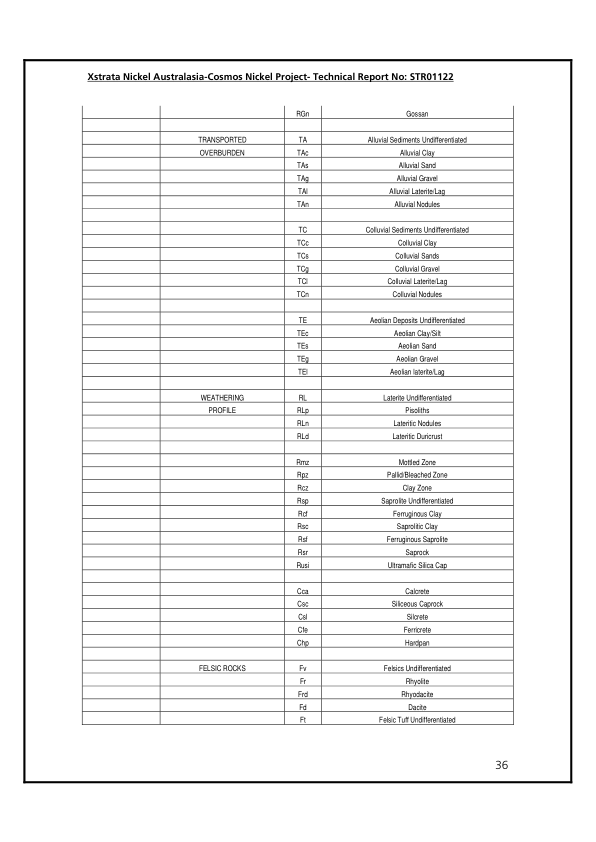 Xstrata Nickel Australasia-Cosmos Nickel Project- Technical Report No: STR01122
RGn Gossan
TRANSPORTED TA Alluvial Sediments Undifferentiated
OVERBURDEN TAc Alluvial Clay
TAs Alluvial Sand
TAg Alluvial Gravel
TAl Alluvial Laterite/Lag
TAn Alluvial Nodules
TC Colluvial Sediments Undifferentiated
TCc Colluvial Clay
TCs Colluvial Sands
TCg Colluvial Gravel
TCl Colluvial Laterite/Lag
TCn Colluvial Nodules
TE Aeolian Deposits Undifferentiated
TEc Aeolian Clay/Silt
TEs Aeolian Sand
TEg Aeolian Gravel
TEl Aeolian laterite/Lag
WEATHERING RL Laterite Undifferentiated
PROFILE RLp Pisoliths
RLn Lateritic Nodules
RLd Lateritic Duricrust
Rmz Mottled Zone
Rpz Pallid/Bleached Zone
Rcz Clay Zone
Rsp Saprolite Undifferentiated
Rcf Ferruginous Clay
Rsc Saprolitic Clay
Rsf Ferruginous Saprolite
Rsr Saprock
Rusi Ultramafic Silica Cap
Cca Calcrete
Csc Siliceous Caprock
Csl Silcrete
Cfe Ferricrete
Chp Hardpan
FELSIC ROCKS Fv Felsics Undifferentiated
Fr Rhyolite
Frd Rhyodacite
Fd Dacite
Ft Felsic Tuff Undifferentiated
36